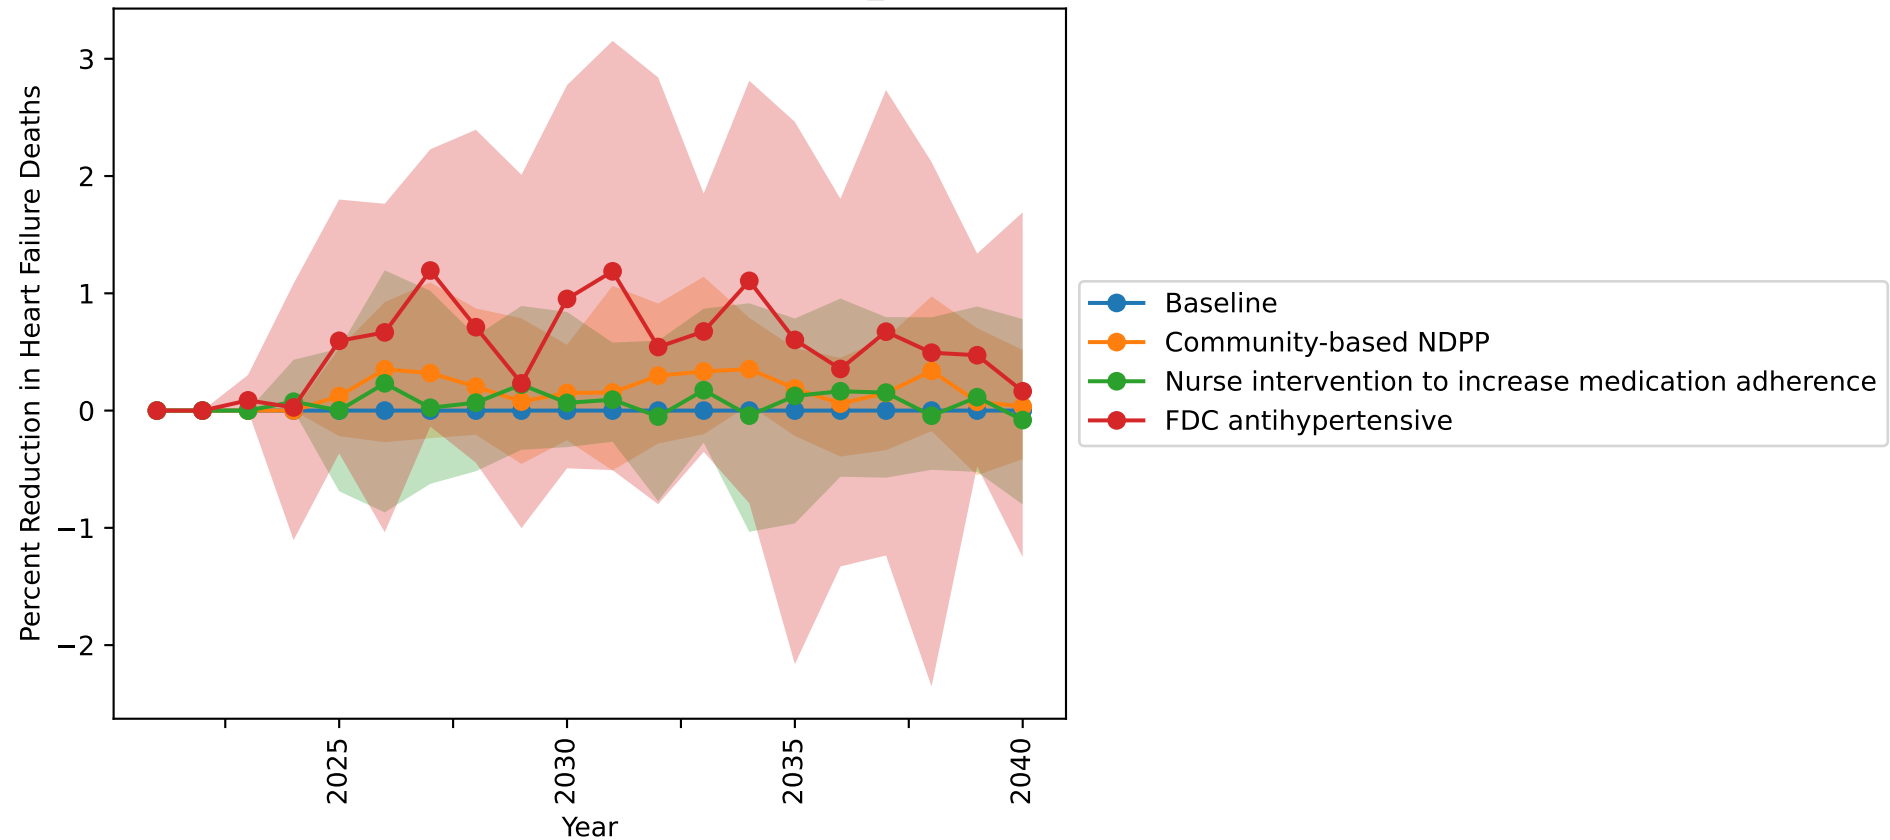 Percent Reduction in Heart Failure Deaths
3
2
1
0
−1
−2
2025
2030
2035
2040
Year
Baseline
Community-based NDPP
Nurse intervention to increase medication adherence
FDC antihypertensive